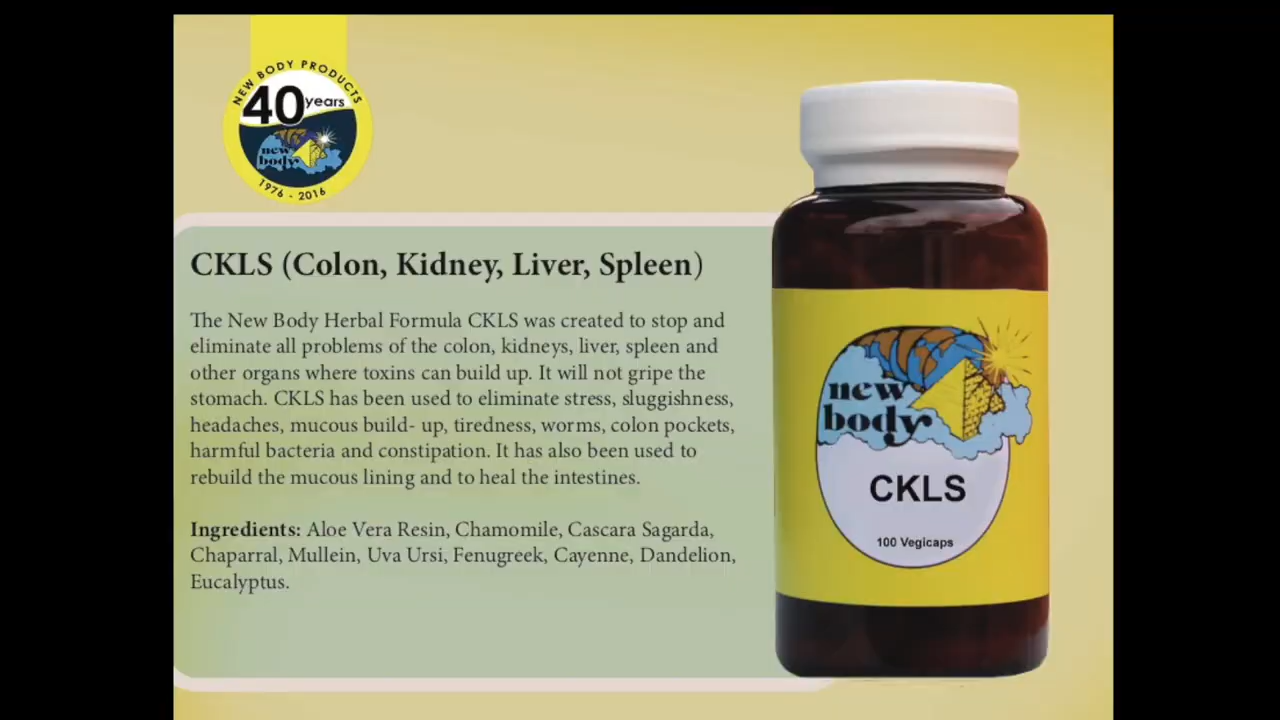 NEW BODY PRODUCTS
40 years
new
body
1976 - 2016
CKLS (Colon, Kidney, Liver, Spleen)
The New Body Herbal Formula CKLS was created to stop and
eliminate all problems of the colon, kidneys, liver, spleen and
other organs where toxins can build up. It will not gripe the
stomach. CKLS has been used to eliminate stress, sluggishness,
headaches, mucous build- up, tiredness, worms, colon pockets,
harmful bacteria and constipation. It has also been used to
rebuild the mucous lining and to heal the intestines.
Ingredients: Aloe Vera Resin, Chamomile, Cascara Sagarda,
Chaparral, Mullein, Uva Ursi, Fenugreek, Cayenne, Dandelion,
Eucalyptus.
new
body
CKLS
100 Vegicaps